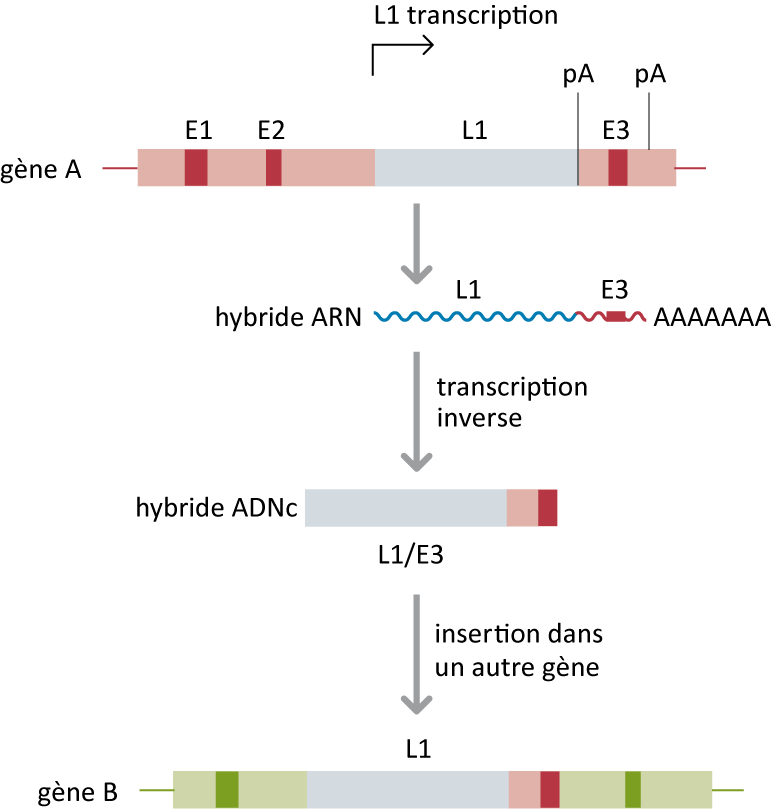 L1 transcription
pA pA
E1 E2 L1 E3
gène A
L1 E3
hybride ARN AAAAAAA
transcription
inverse
hybride ADNc
L1/E3
insertion dans
un autre gène
L1
gène B